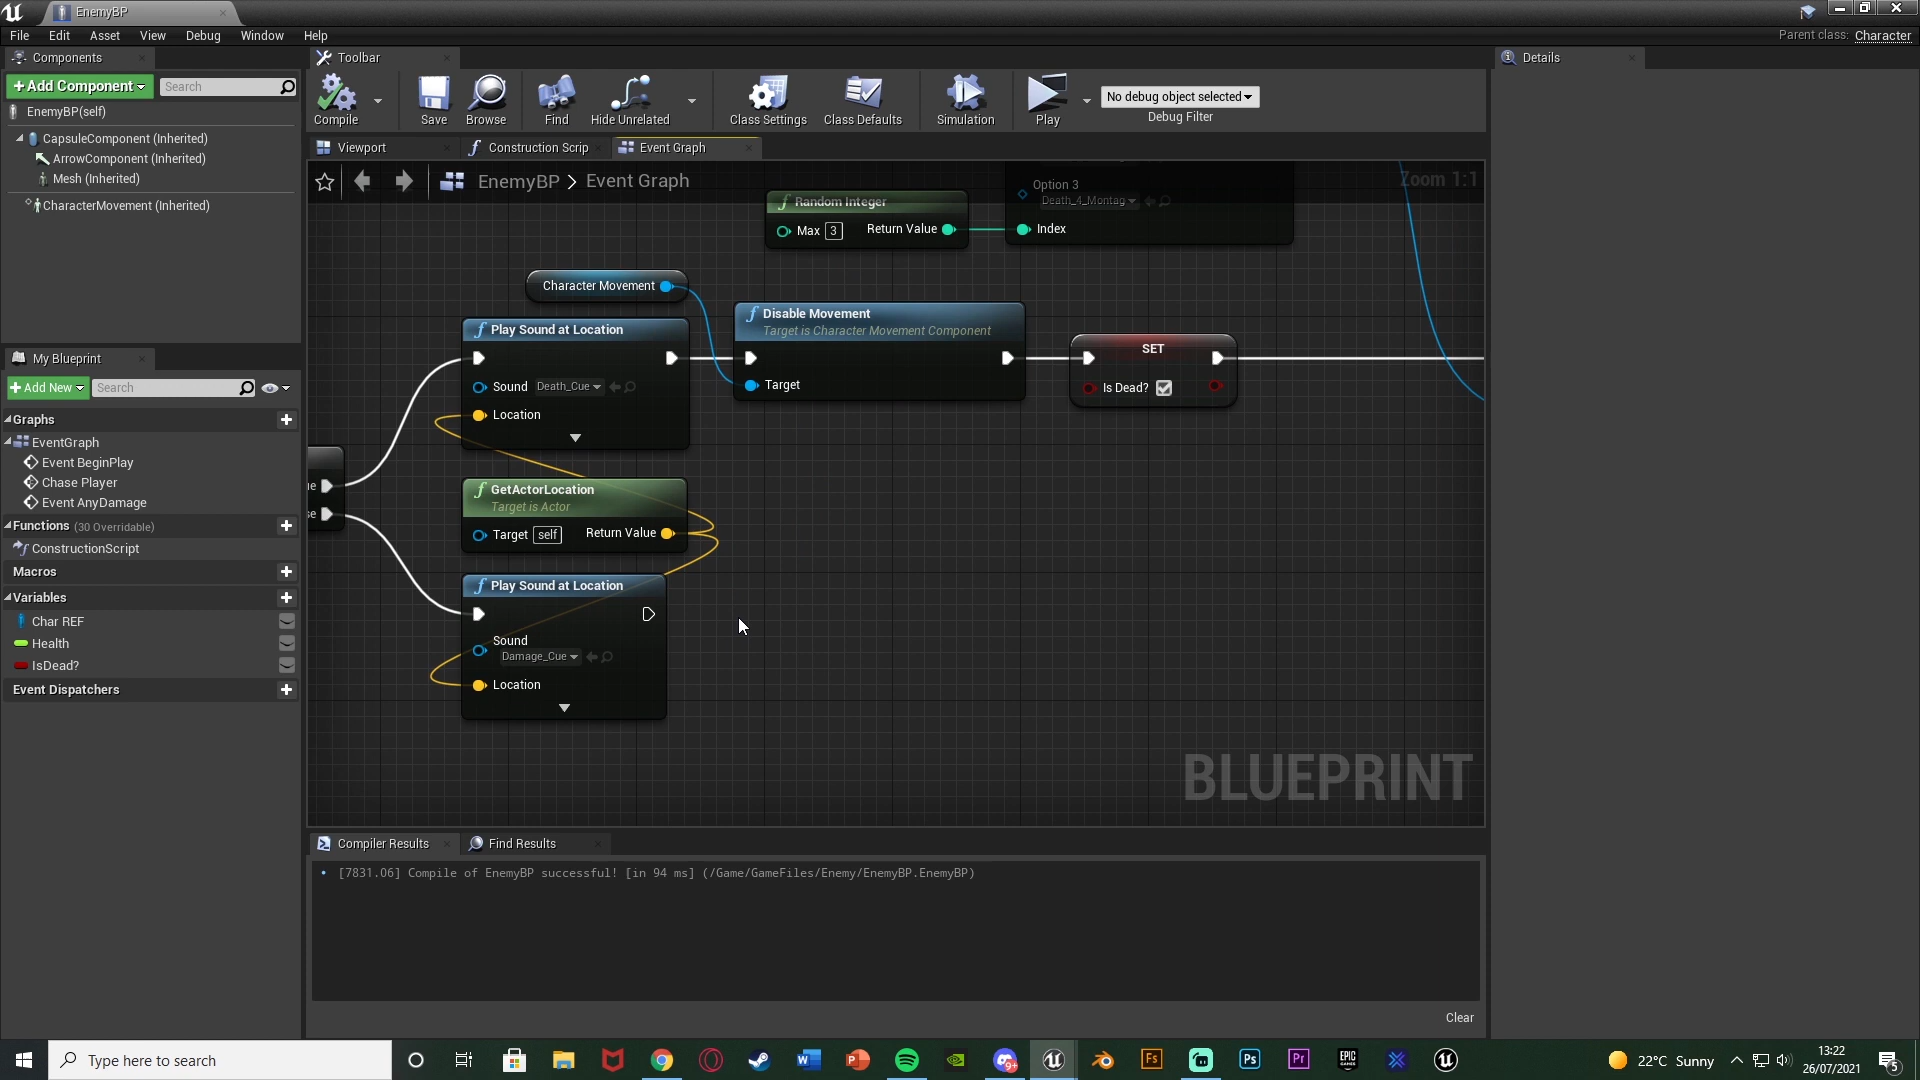 EnemyBP
File Edit Asset View Debug Window Help
Parent class: Character
Components
+Add Component
Search
EnemyBP(self)
CapsuleComponent (Inherited)
ArrowComponent (Inherited)
Mesh (Inherited)
CharacterMovement (Inherited)
Toolbar
Compile
Save
Browse
Find
Hide Unrelated
Class Settings
Class Defaults
Simulation
Play
No debug object selected
Debug Filter
Details
Viewport
Construction Scrip
Event Graph
EnemyBP > Event Graph
Zoom 1:1
Random Integer
Max 3
Return Value
Option 3
Death_4_Montag
Index
Character Movement
Play Sound at Location
Sound Death_Cue
Location
Disable Movement
Target is Character Movement Component
Target
SET
Is Dead?
ue
se
GetActorLocation
Target is Actor
Target self
Return Value
Play Sound at Location
Sound
Damage_Cue
Location
BLUEPRINT
My Blueprint
+Add New
Search
Graphs
EventGraph
Event BeginPlay
Chase Player
Event AnyDamage
Functions (30 Overridable)
ConstructionScript
Macros
Variables
Char REF
Health
IsDead?
Event Dispatchers
Compiler Results
Find Results
[7831.06] Compile of EnemyBP successful! [in 94 ms] (/Game/GameFiles/Enemy/EnemyBP.EnemyBP)
Clear
Type here to search
22°C Sunny
13:22
26/07/2021
5